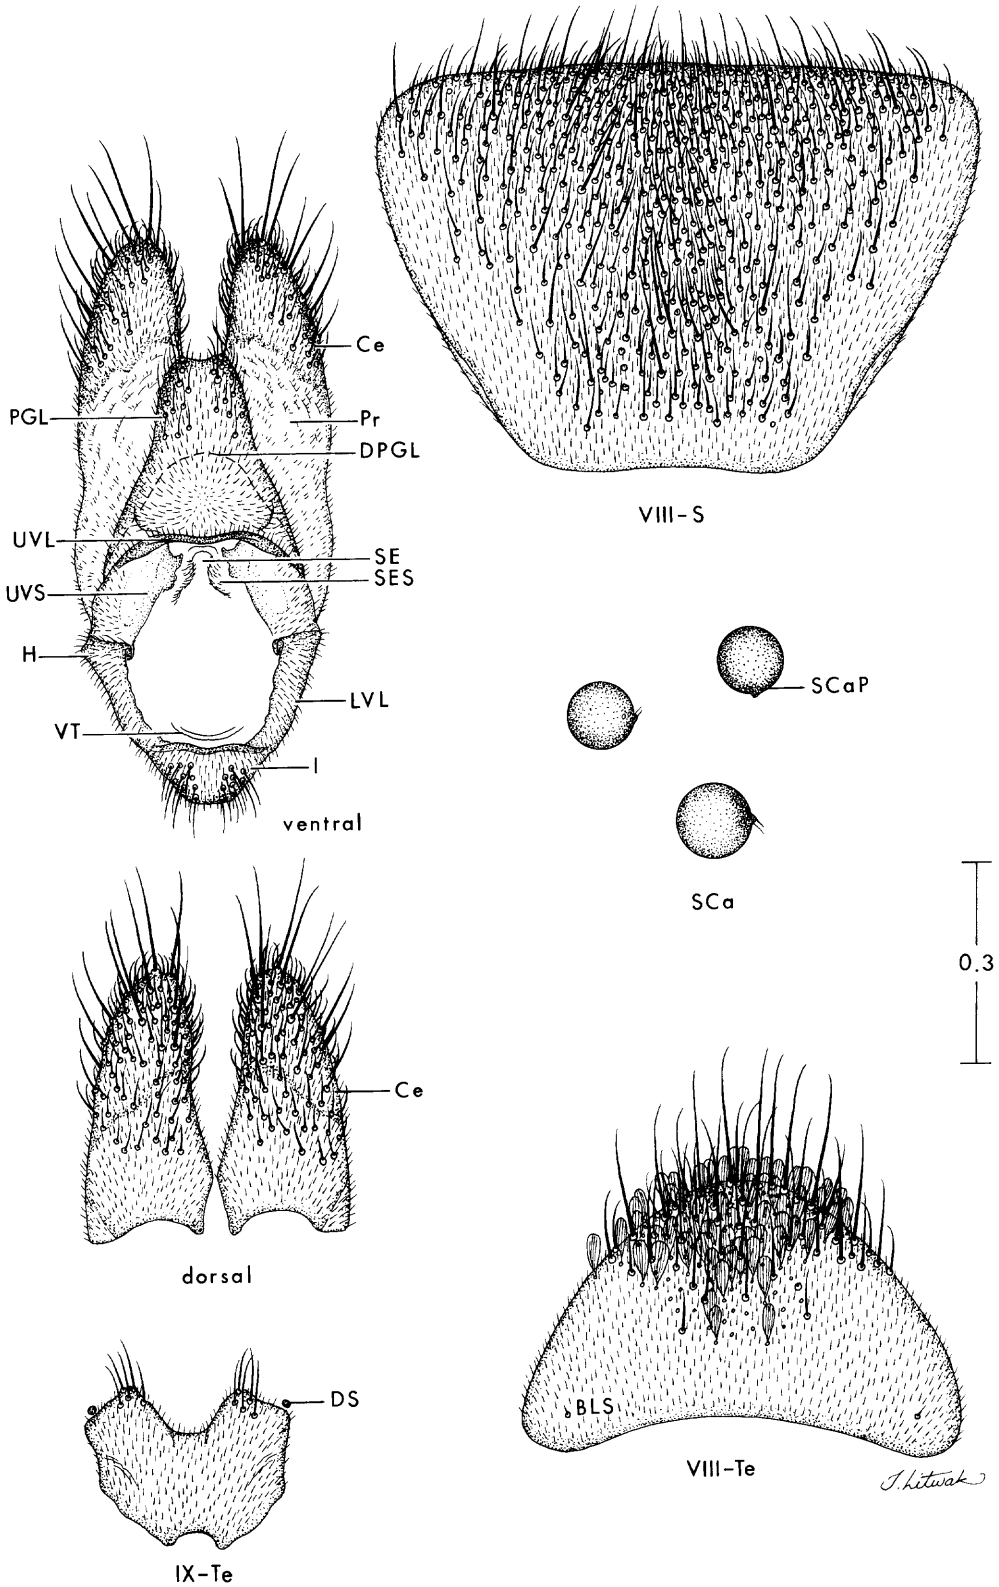 Ce
PGL
Pr
DPGL
VIII-S
UVL
SE
SES
UVS
H
SCaP
LVL
VT
I
ventral
SCa
0.3
Ce
dorsal
DS
BLS
VIII-Te
T. Litwak
IX-Te